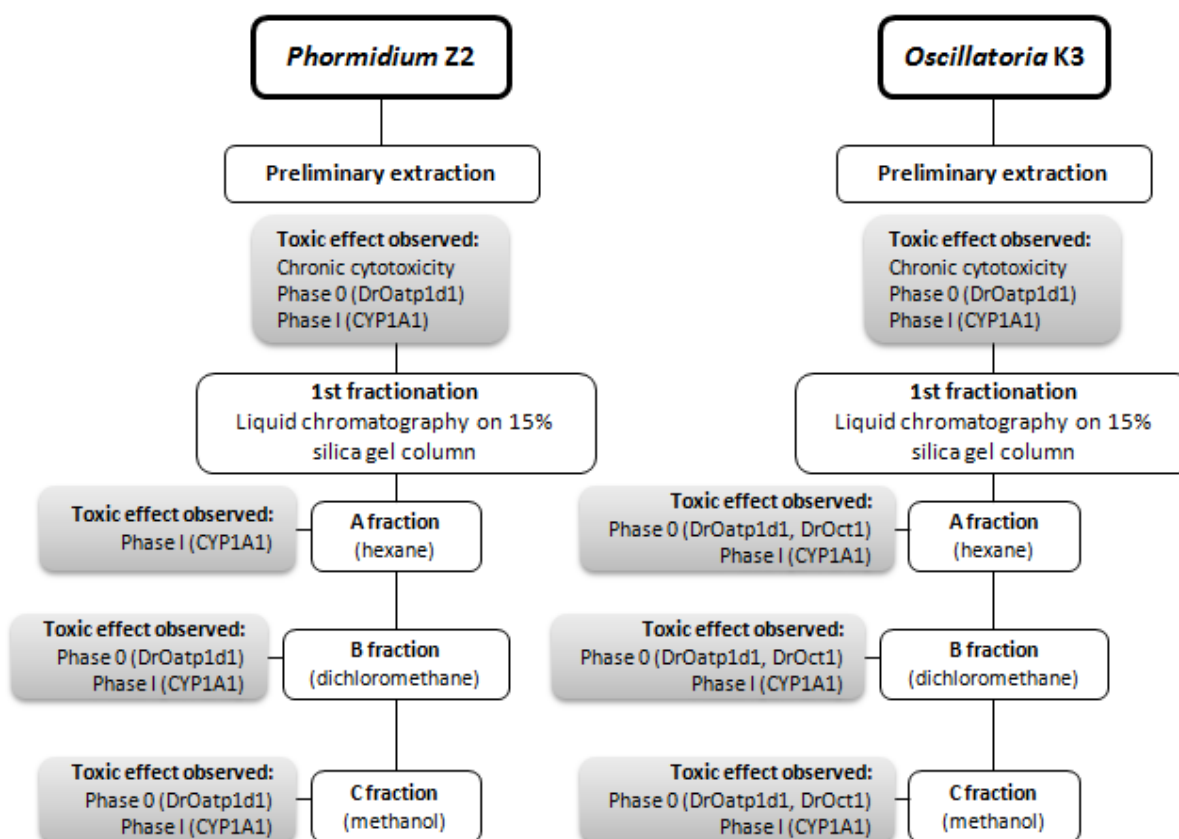 Phormidium Z2
Preliminary extraction
Toxic effect observed:
Chronic cytotoxicity
Phase 0 (DrOatp1d1)
Phase I (CYP1A1)
1st fractionation
Liquid chromatography on 15%
silica gel column
Toxic effect observed:
Phase I (CYP1A1)
A fraction
(hexane)
Toxic effect observed:
Phase 0 (DrOatp1d1)
Phase I (CYP1A1)
B fraction
(dichloromethane)
Toxic effect observed:
Phase 0 (DrOatp1d1)
Phase I (CYP1A1)
C fraction
(methanol)
Oscillatoria K3
Preliminary extraction
Toxic effect observed:
Chronic cytotoxicity
Phase 0 (DrOatp1d1)
Phase I (CYP1A1)
1st fractionation
Liquid chromatography on 15%
silica gel column
Toxic effect observed:
Phase 0 (DrOatp1d1, DrOct1)
Phase I (CYP1A1)
A fraction
(hexane)
Toxic effect observed:
Phase 0 (DrOatp1d1, DrOct1)
Phase I (CYP1A1)
B fraction
(dichloromethane)
Toxic effect observed:
Phase 0 (DrOatp1d1, DrOct1)
Phase I (CYP1A1)
C fraction
(methanol)